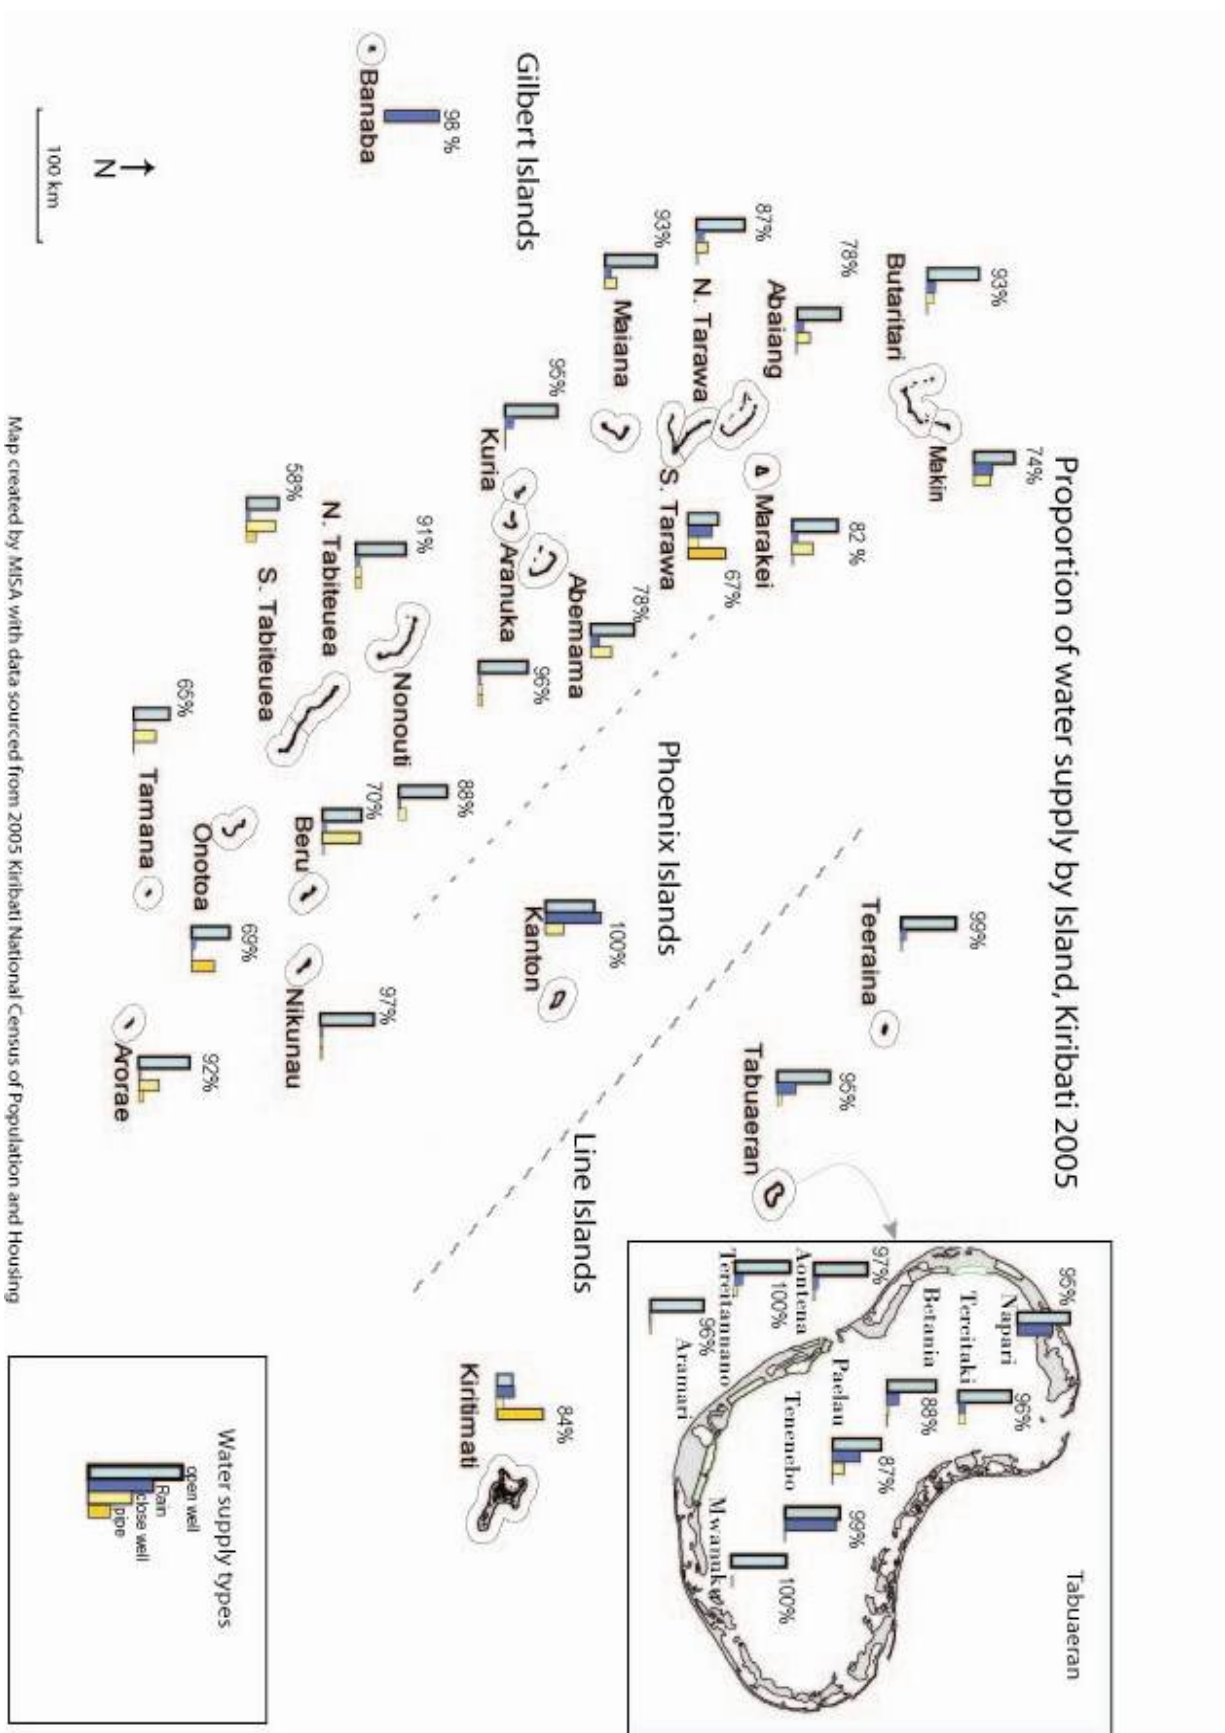 Proportion of water supply by Island, Kiribati 2005
Gilbert Islands
Phoenix Islands
Line Islands
93%
Butaritari
74%
Makin
78%
Abaiang
87%
N. Tarawa
82 %
Marakei
93%
Maiana
67%
S. Tarawa
95%
Kuria
98 %
Banaba
96%
Aranuka
78%
Abemama
91%
N. Tabiteuea
58%
S. Tabiteuea
88%
Nonouti
70%
Beru
65%
Tamana
69%
Onotoa
97%
Nikunau
92%
Arorae
100%
Kanton
99%
Teeraina
95%
Tabuaeran
84%
Kiritimati
Tabuaeran
95%
Napari
96%
Tereitaki
88%
Betania
97%
Aontena
100%
Tereitannano
96%
Aramari
87%
Paelau
99%
Tenenebo
100%
Mwanuku
Water supply types
open well
Rain
close well
pipe
N
100 km
Map created by MISA with data sourced from 2005 Kiribati National Census of Population and Housing